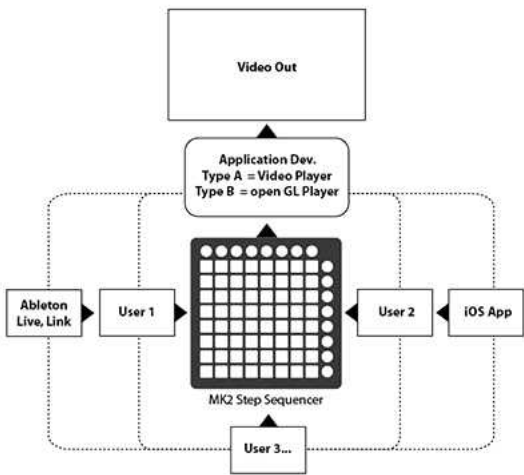 Video Out
Application Dev.
Type A = Video Player
Type B = open GL Player
Ableton
Live, Link
User 1
User 2
iOS App
MK2 Step Sequencer
User 3...